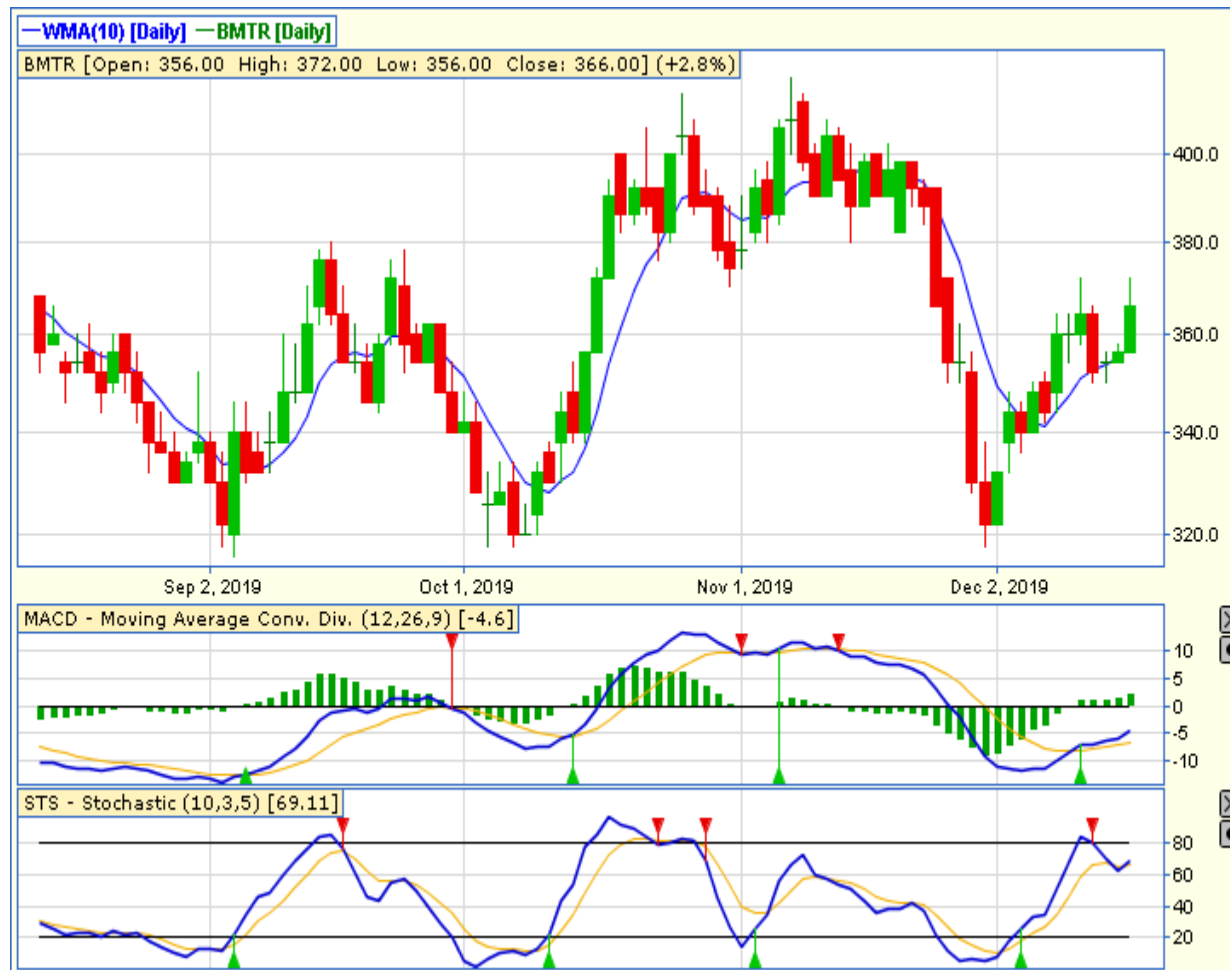 WMA(10) [Daily] BMTR [Daily]
BMTR [Open: 356.00 High: 372.00 Low: 356.00 Close: 366.00] (+2.8%)
400.0
380.0
360.0
340.0
320.0
Sep 2, 2019 Oct 1, 2019 Nov 1, 2019 Dec 2, 2019
MACD - Moving Average Conv. Div. (12,26,9) [-4.6]
10
5
0
-5
-10
STS - Stochastic (10,3,5) [69.11]
80
60
40
20